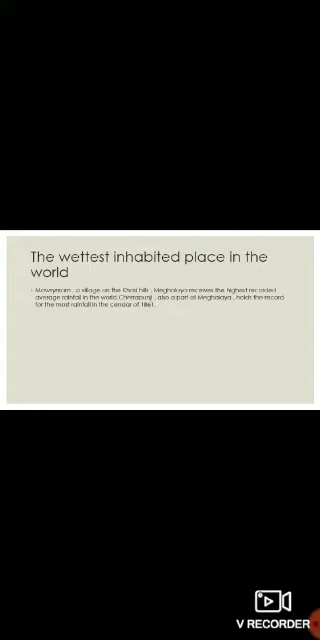 The wettest inhabited place in the
world
Mawsynram , a village on the Khasi hills , Meghalaya receives the highest recorded
average rainfall in the world.Cherrapunji , also a part of Meghalaya , holds the record
for the most rainfall in the calendar of 1861.
V RECORDER